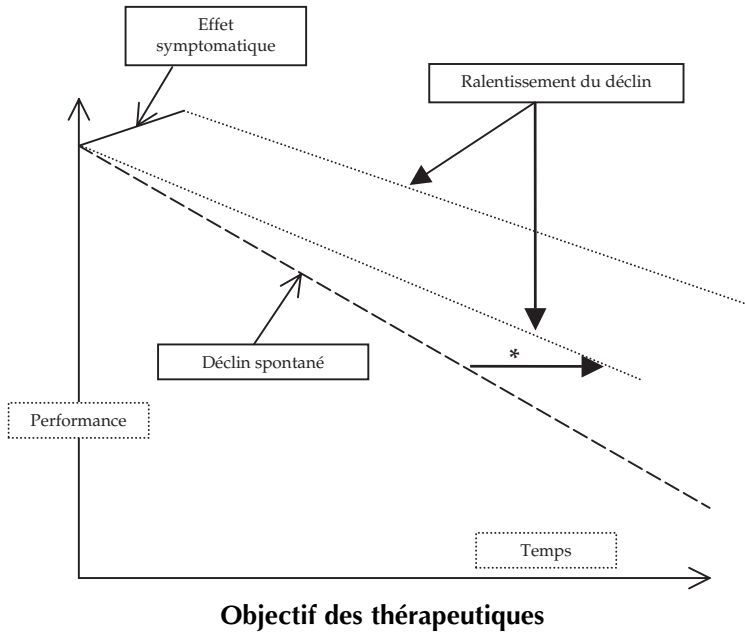 Effet
symptomatique
Ralentissement du déclin
*
Déclin spontané
Performance
Temps
Objectif des thérapeutiques